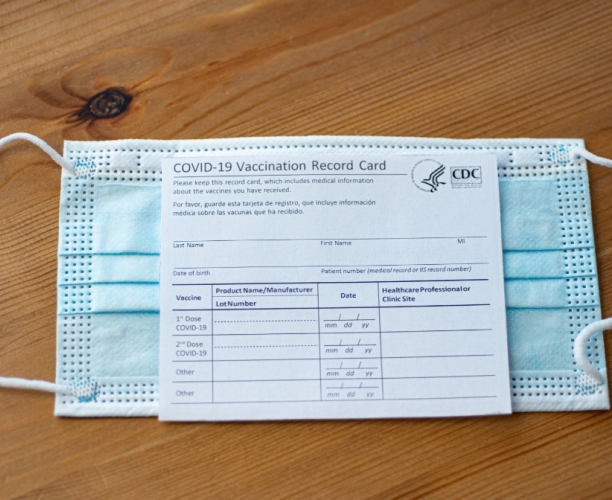 COVID-19 Vaccination Record Card
Please keep this record card, which includes medical information
about the vaccines you have received.
Por favor, guarde esta tarjeta de registro, que incluye información
médica sobre las vacunas que ha recibido.
CDC
Last Name First Name MI
Date of birth Patient number (medical record or IIS record number)
Vaccine
Product Name/Manufacturer
Lot Number
Date
Healthcare Professional or
Clinic Site
1st Dose
COVID-19
/ /
mm dd yy
2nd Dose
COVID-19
/ /
mm dd yy
Other
/ /
mm dd yy
Other
/ /
mm dd yy